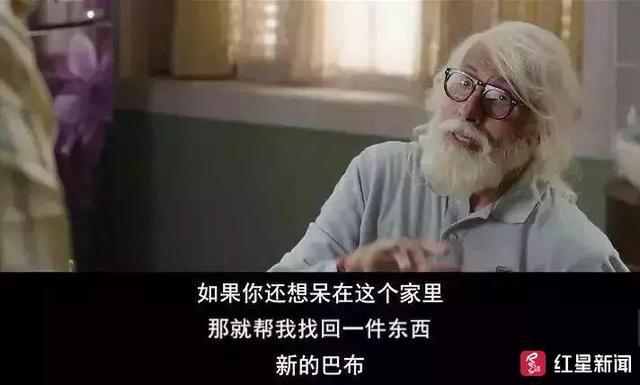 如果你还想呆在这个家里
那就帮我找回一件东西
新的巴布
红星新闻